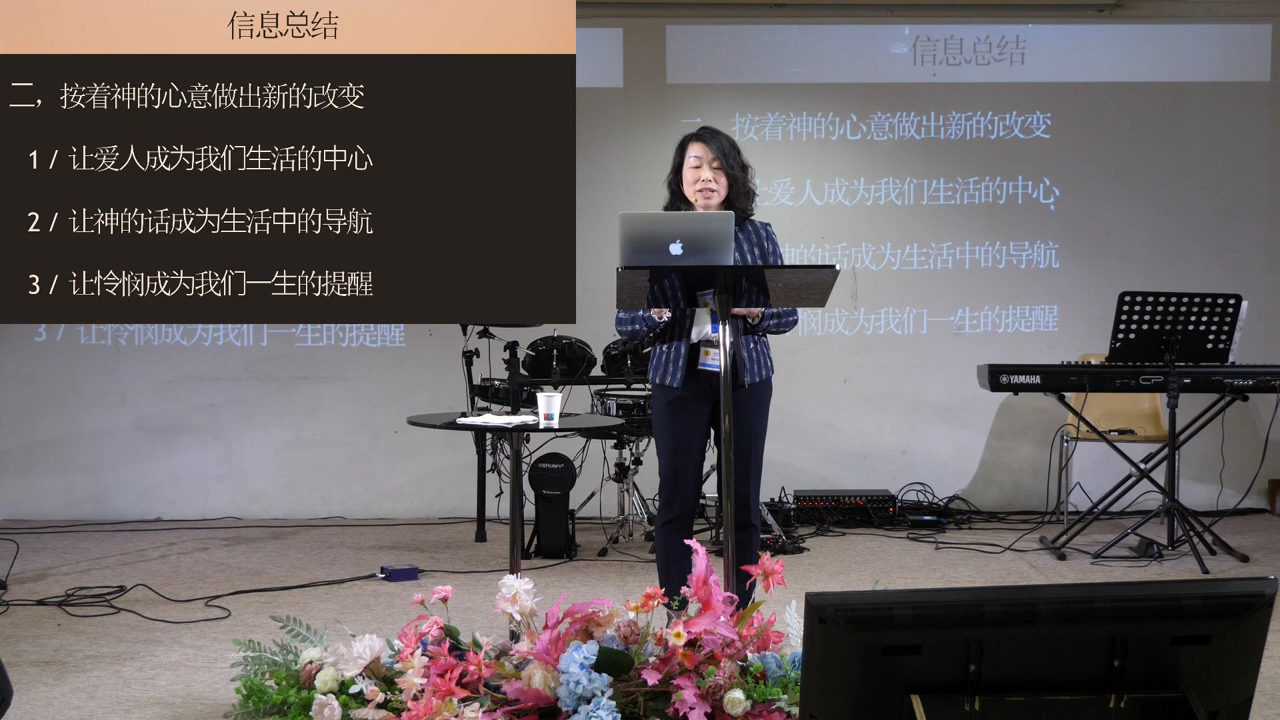 信息总结
二，按着神的心意做出新的改变
1 / 让爱人成为我们生活的中心
2 / 让神的话成为生活中的导航
3 / 让怜悯成为我们一生的提醒
3 / 让怜悯成为我们一生的提醒
信息总结
二，按着神的心意做出新的改变
让爱人成为我们生活的中心
神的话成为生活中的导航
悯成为我们一生的提醒
YAMAHA
Roland